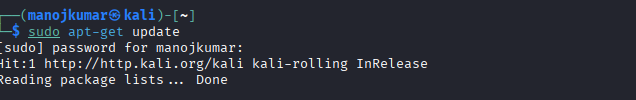 ┌──(manojkumar㉿kali)-[~]
└─$ sudo apt-get update
[sudo] password for manojkumar:
Hit:1 http://http.kali.org/kali kali-rolling InRelease
Reading package lists... Done